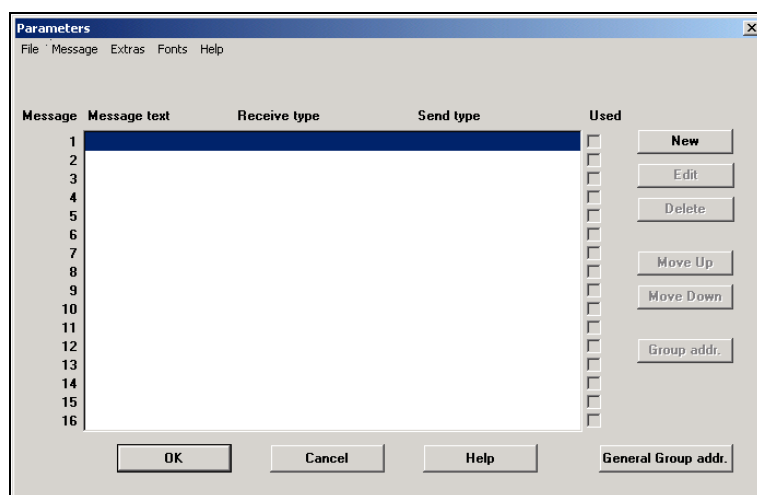 Parameters
File Message Extras Fonts Help
Message Message text Receive type Send type Used
1 New
2
3 Edit
4
5 Delete
6
7
8 Move Up
9
10 Move Down
11
12 Group addr.
13
14
15
16
OK Cancel Help General Group addr.